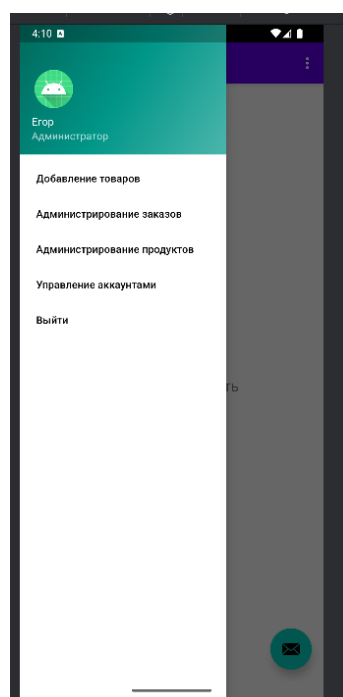 4:10
Егор
Администратор
Добавление товаров
Администрирование заказов
Администрирование продуктов
Управление аккаунтами
Выйти
ть